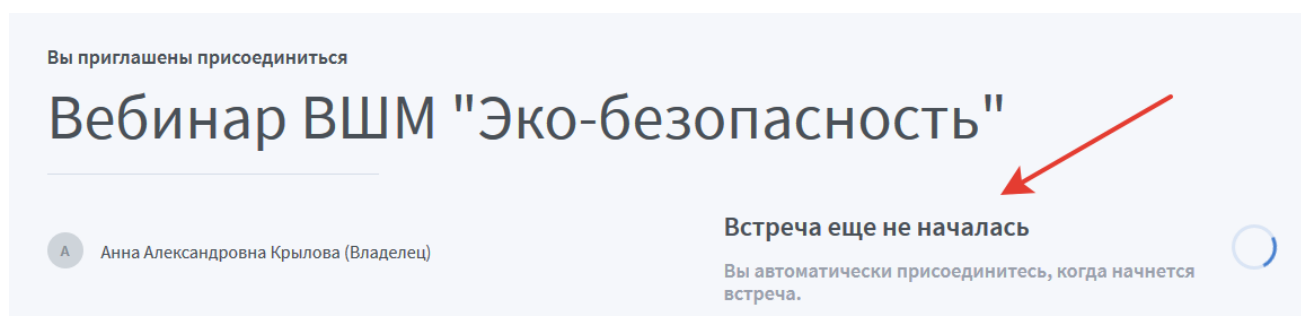 Вы приглашены присоединиться
Вебинар ВШМ "Эко-безопасность"
А
Анна Александровна Крылова (Владелец)
Встреча еще не началась
Вы автоматически присоединитесь, когда начнется
встреча.